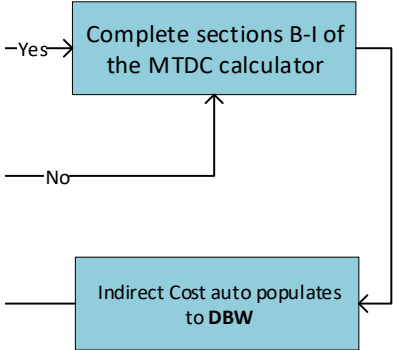 Complete sections B-I of
the MTDC calculator
Yes
No
Indirect Cost auto populates
to DBW